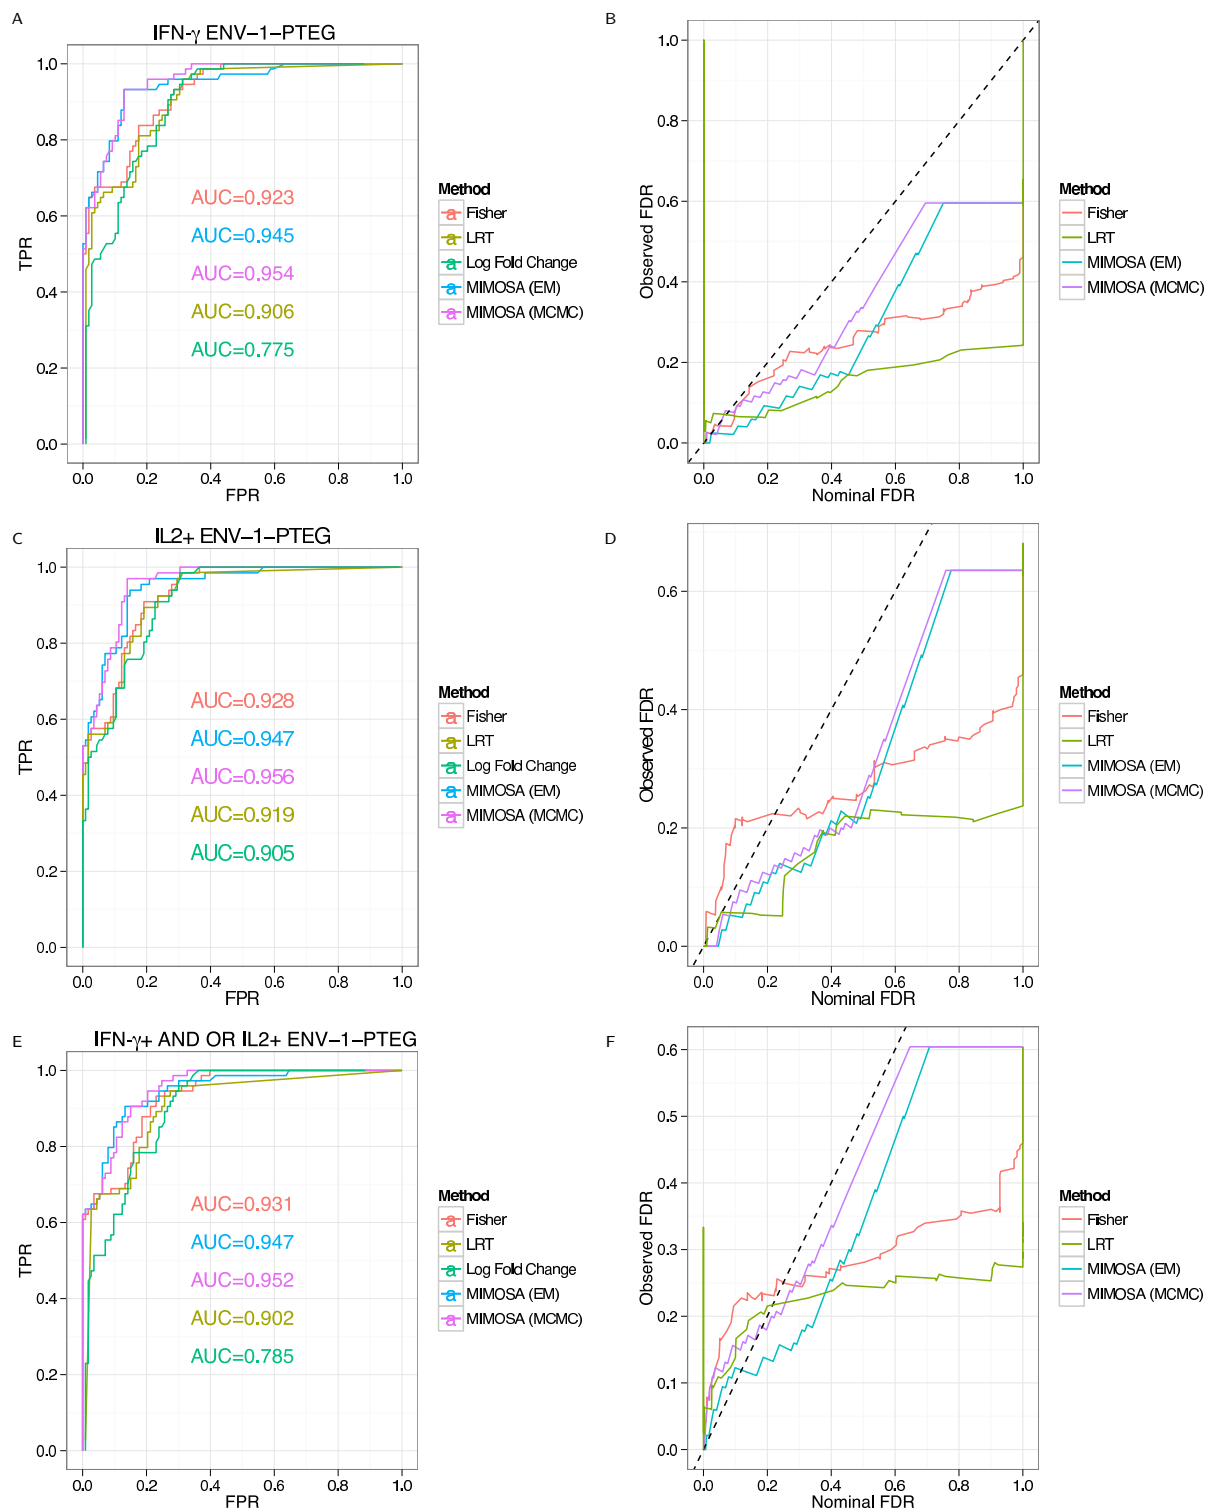 A
IFN-γ ENV−1−PTEG
1.0
0.8
0.6
0.4
0.2
0.0
TPR
AUC=0.923
AUC=0.945
AUC=0.954
AUC=0.906
AUC=0.775
0.0 0.2 0.4 0.6 0.8 1.0
FPR
Method
a Fisher
a LRT
a Log Fold Change
a MIMOSA (EM)
a MIMOSA (MCMC)
B
1.0
0.8
0.6
0.4
0.2
0.0
Observed FDR
0.0 0.2 0.4 0.6 0.8 1.0
Nominal FDR
Method
Fisher
LRT
MIMOSA (EM)
MIMOSA (MCMC)
C
IL2+ ENV−1−PTEG
1.0
0.8
0.6
0.4
0.2
0.0
TPR
AUC=0.928
AUC=0.947
AUC=0.956
AUC=0.919
AUC=0.905
0.0 0.2 0.4 0.6 0.8 1.0
FPR
Method
a Fisher
a LRT
a Log Fold Change
a MIMOSA (EM)
a MIMOSA (MCMC)
D
0.6
0.4
0.2
0.0
Observed FDR
0.0 0.2 0.4 0.6 0.8 1.0
Nominal FDR
Method
Fisher
LRT
MIMOSA (EM)
MIMOSA (MCMC)
E
IFN-γ+ AND OR IL2+ ENV−1−PTEG
1.0
0.8
0.6
0.4
0.2
0.0
TPR
AUC=0.931
AUC=0.947
AUC=0.952
AUC=0.902
AUC=0.785
0.0 0.2 0.4 0.6 0.8 1.0
FPR
Method
a Fisher
a LRT
a Log Fold Change
a MIMOSA (EM)
a MIMOSA (MCMC)
F
0.6
0.5
0.4
0.3
0.2
0.1
0.0
Observed FDR
0.0 0.2 0.4 0.6 0.8 1.0
Nominal FDR
Method
Fisher
LRT
MIMOSA (EM)
MIMOSA (MCMC)